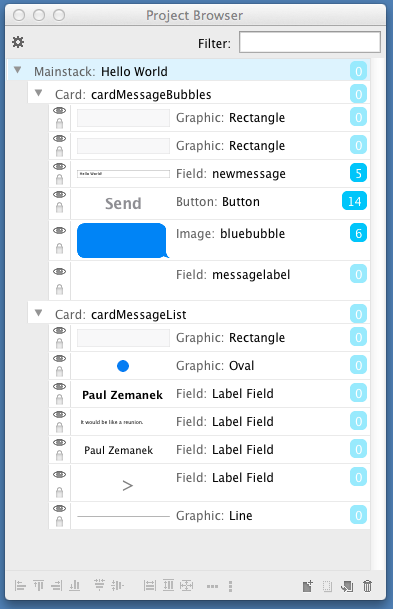 Project Browser
Filter:
Mainstack: Hello World 0
Card: cardMessageBubbles 0
Graphic: Rectangle 0
Graphic: Rectangle 0
Hello World! Field: newmessage 5
Send Button: Button 14
Image: bluebubble 6
Field: messagelabel 0
Card: cardMessageList 0
Graphic: Rectangle 0
Graphic: Oval 0
Paul Zemanek Field: Label Field 0
It would be like a reunion. Field: Label Field 0
Paul Zemanek Field: Label Field 0
> Field: Label Field 0
Graphic: Line 0